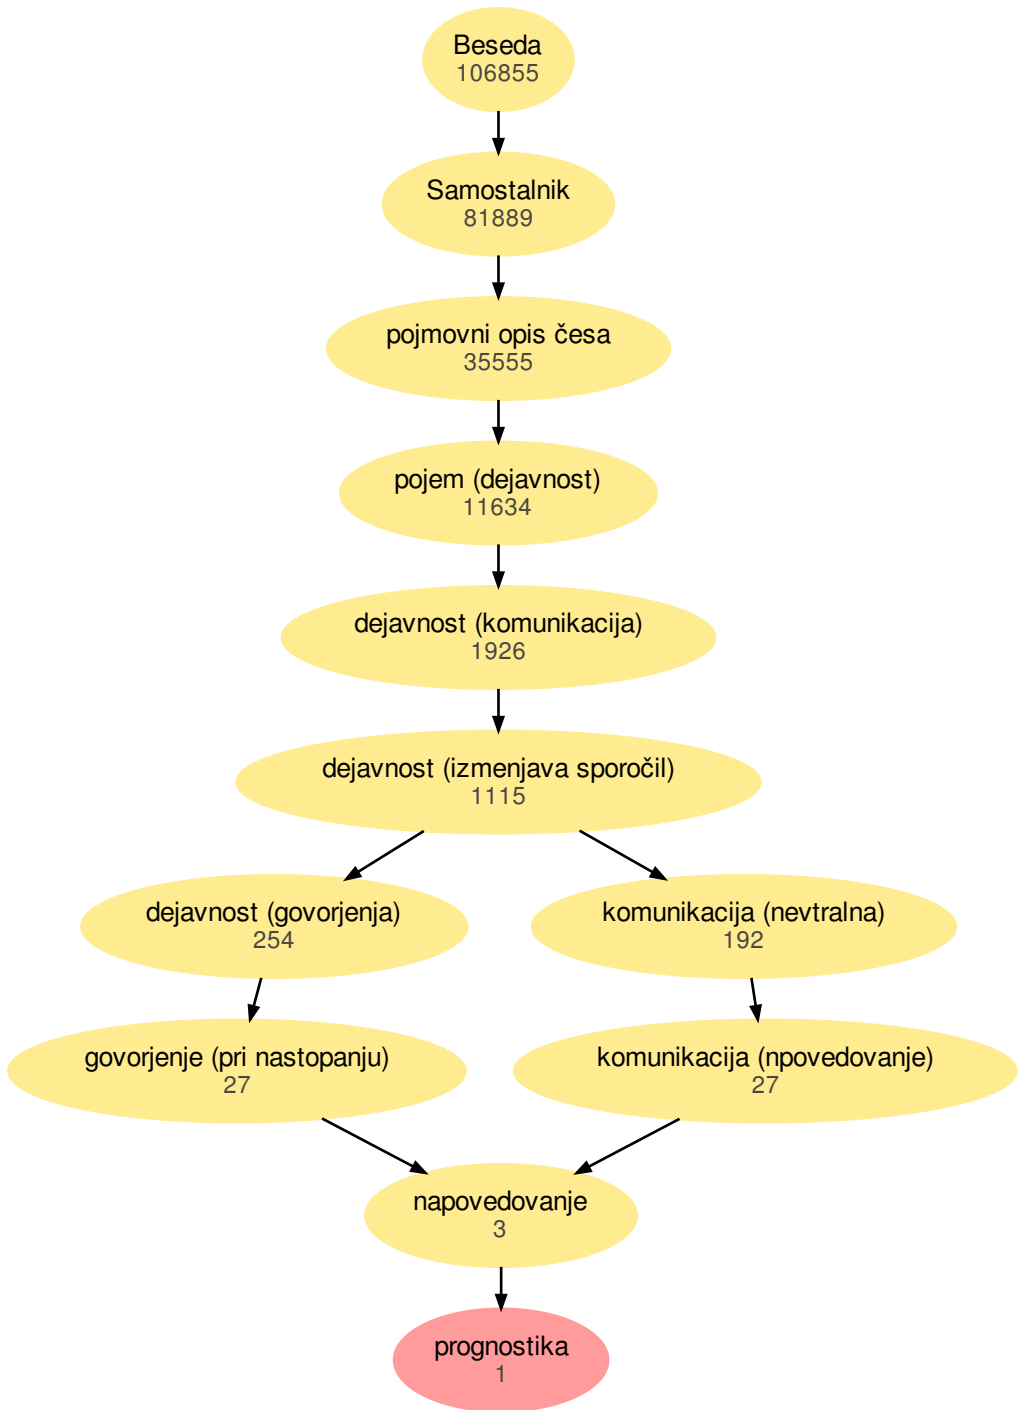 Beseda
106855
Samostalnik
81889
pojmovni opis česa
35555
pojem (dejavnost)
11634
dejavnost (komunikacija)
1926
dejavnost (izmenjava sporočil)
1115
dejavnost (govorjenja)
254
komunikacija (nevtralna)
192
govorjenje (pri nastopanju)
27
komunikacija (npovedovanje)
27
napovedovanje
3
prognostika
1